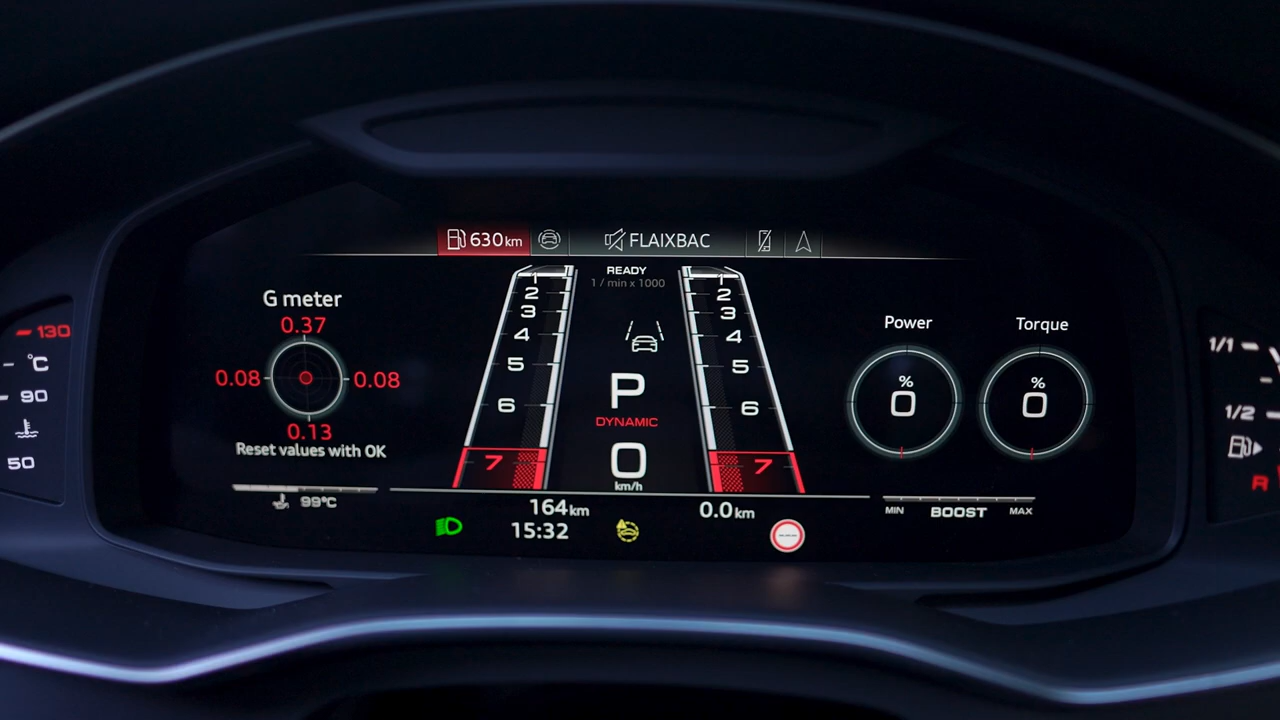 630km
FLAIXBAC
READY
1 / min x 1000
G meter
0.37
0.08
0.08
0.13
Reset values with OK
99°C
1
2
3
4
5
6
7
P
DYNAMIC
0
km/h
1
2
3
4
5
6
7
Power
%
0
Torque
%
0
164km
0.0km
15:32
MIN
BOOST
MAX
130
°C
90
50
1/1
1/2
R